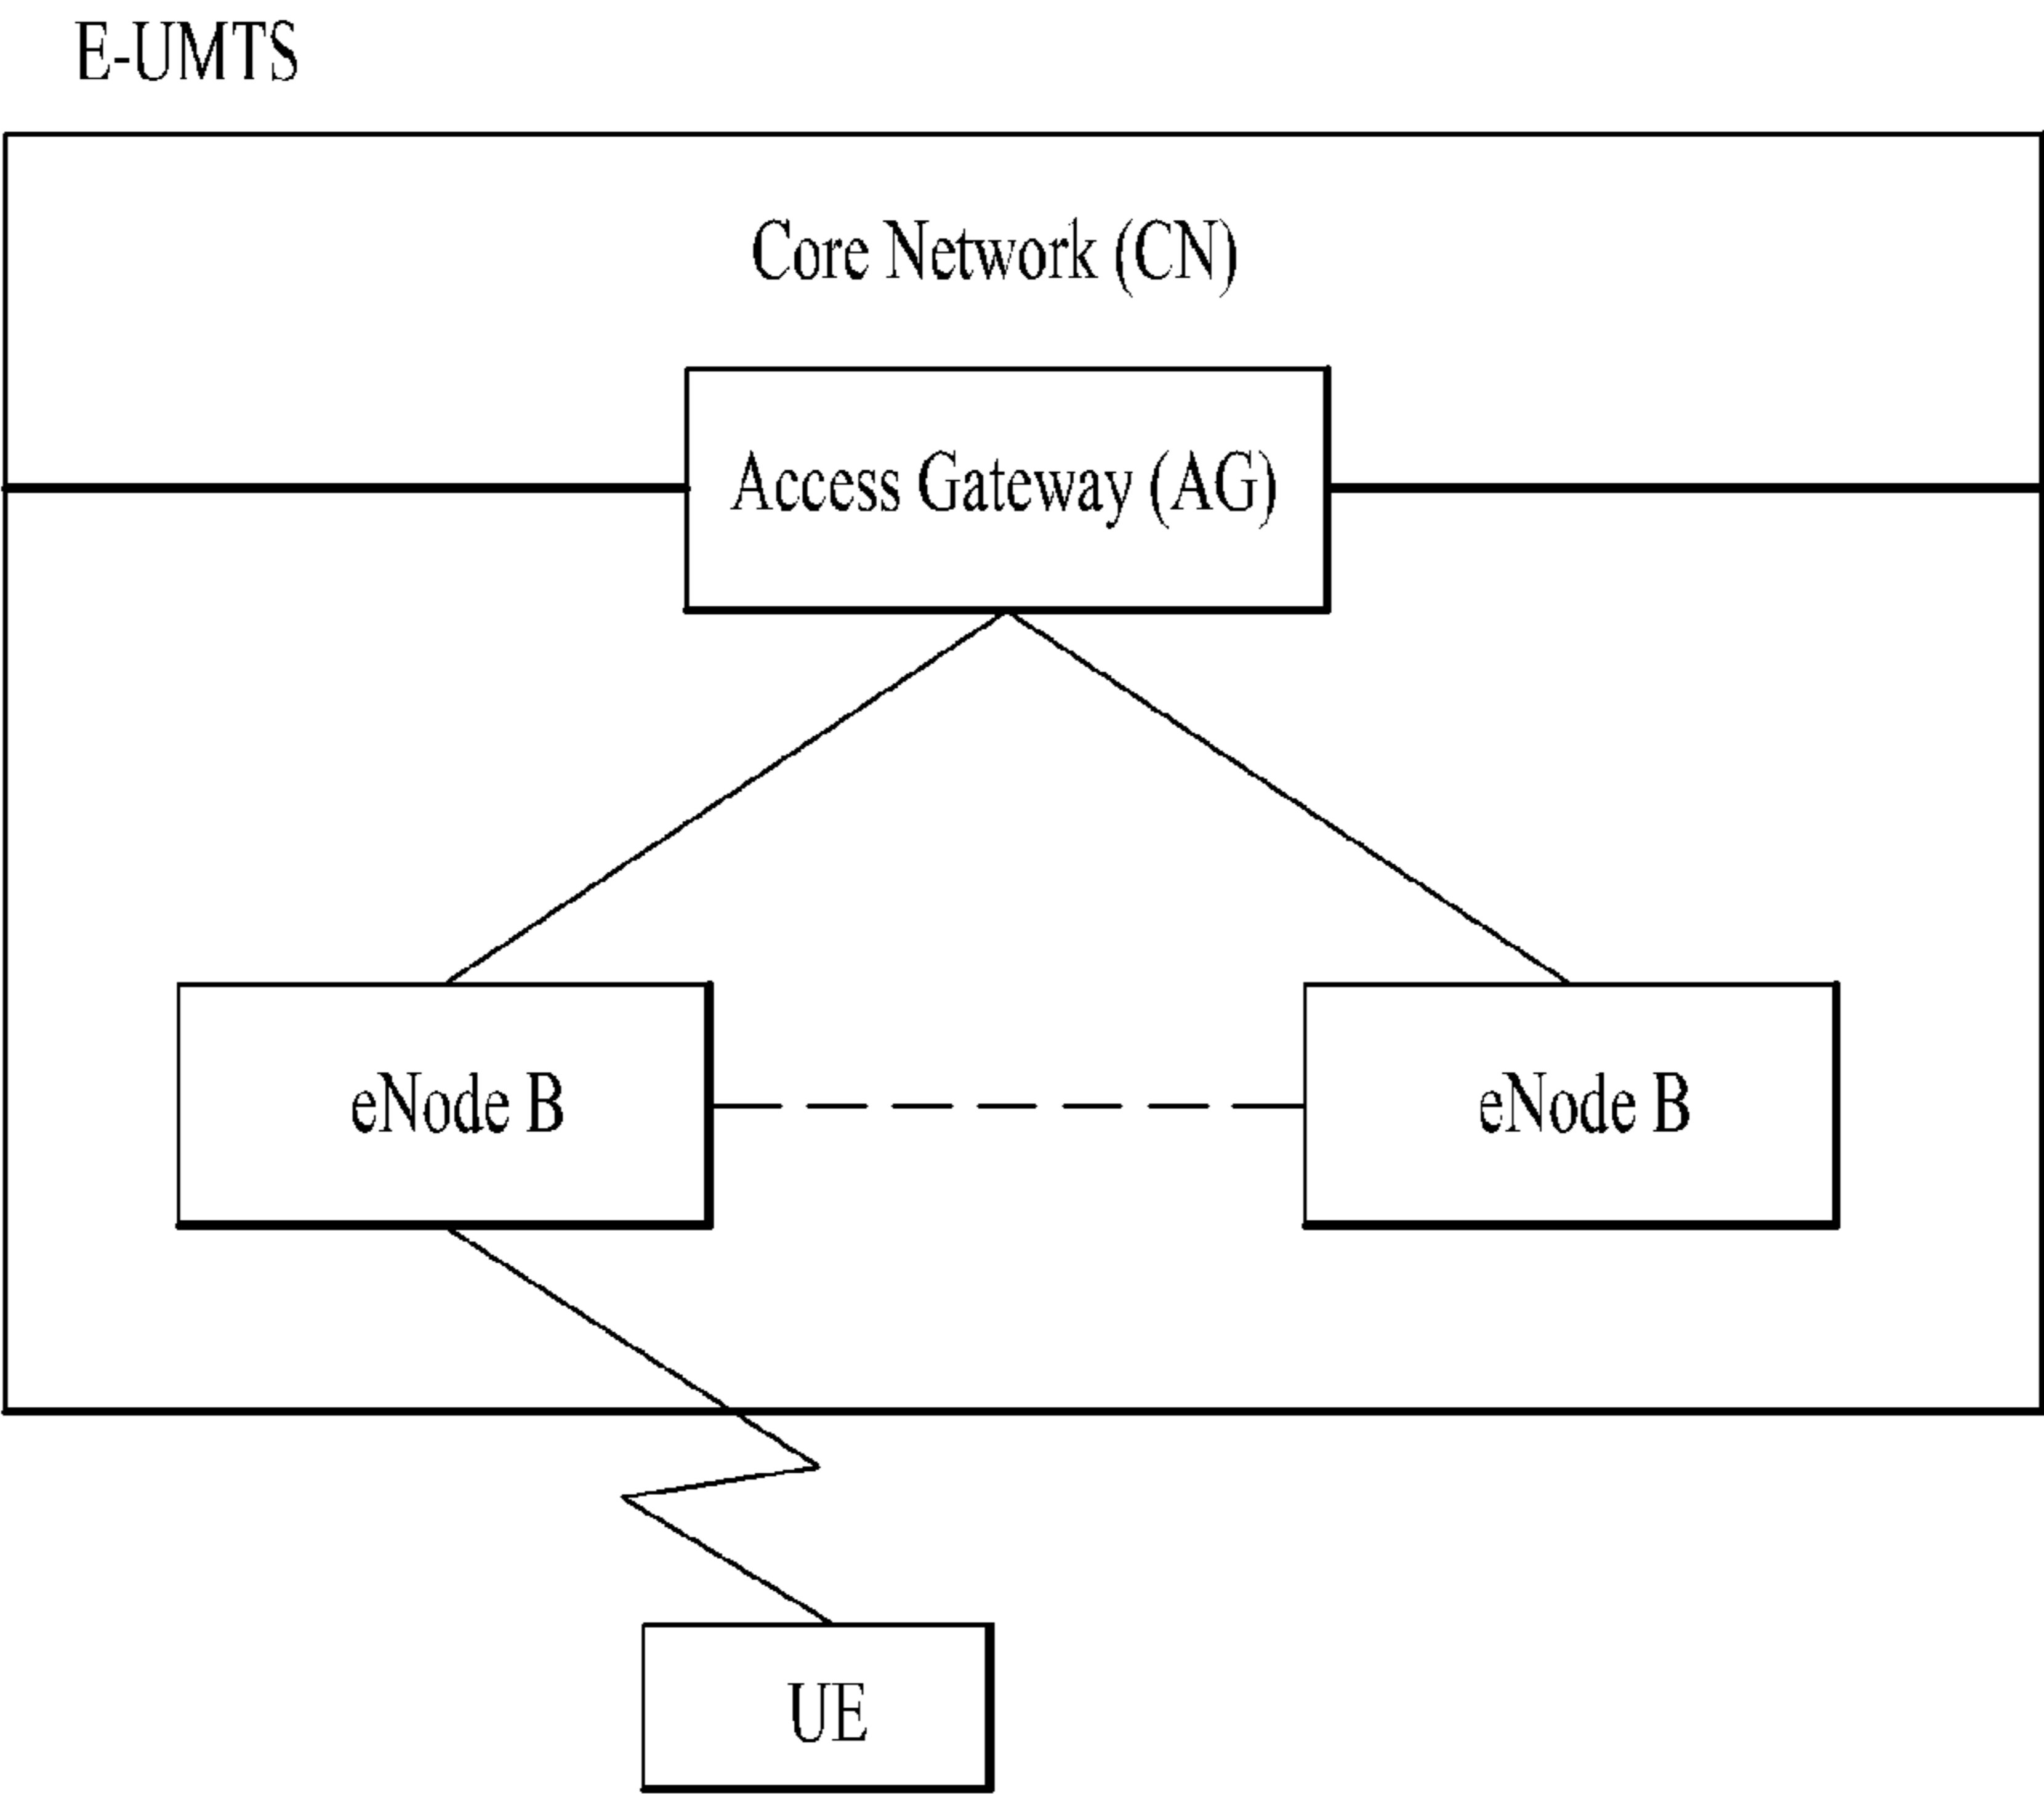 E-UMTS
Core Network (CN)
Access Gateway (AG)
eNode B
eNode B
UE